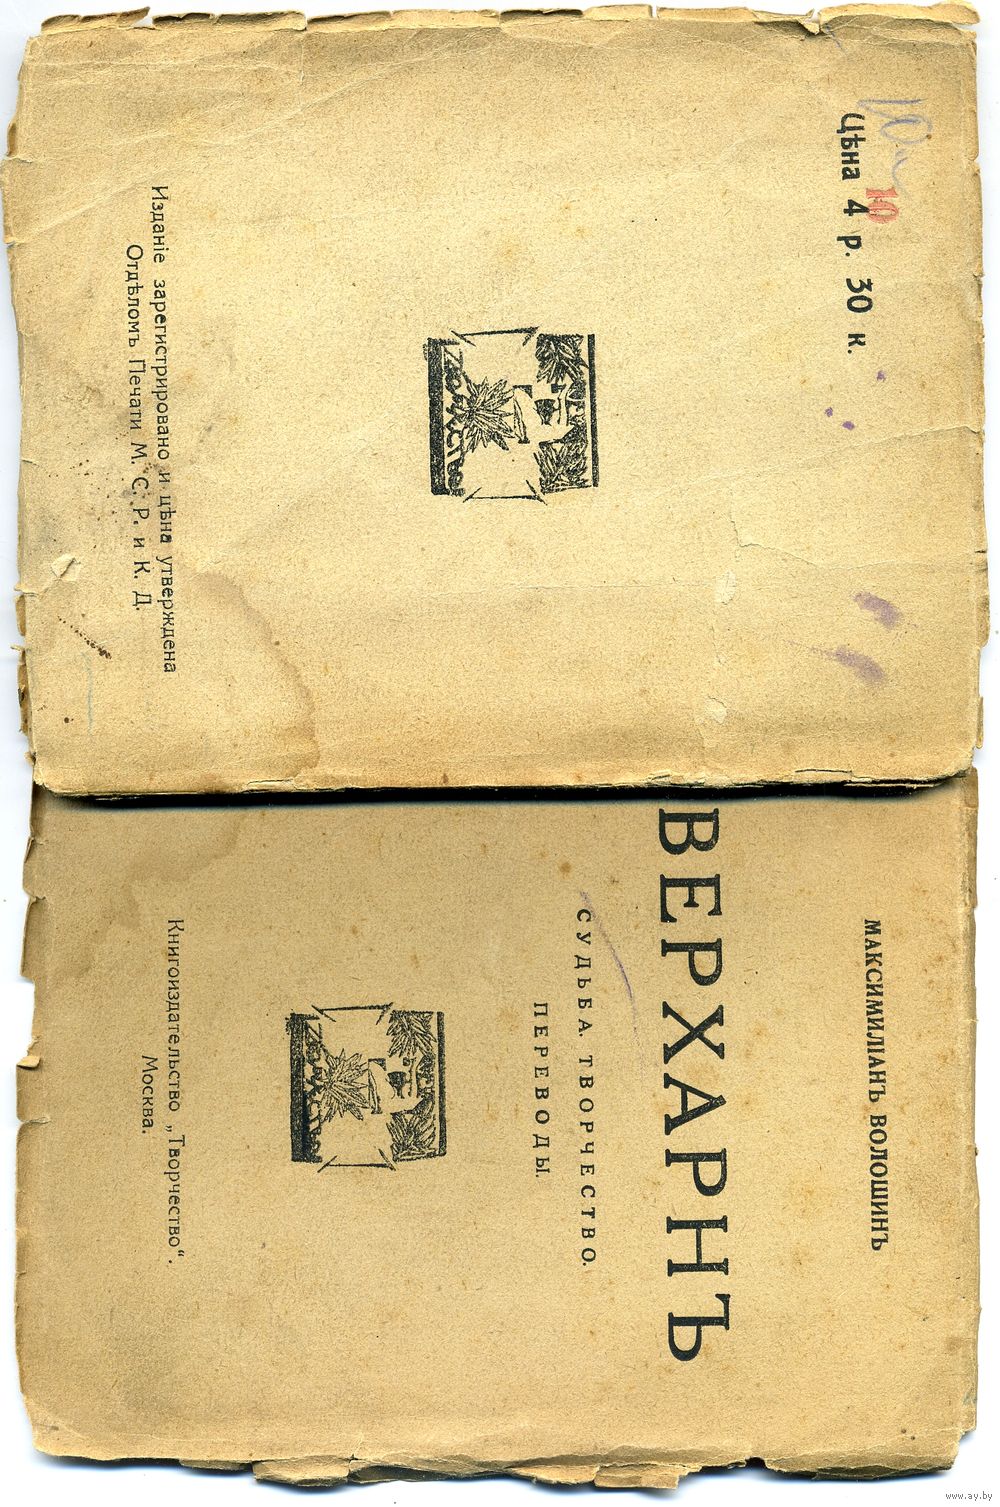 Цѣна 4 р. 30 к.
10
Изданіе зарегистрировано и цѣна утверждена
Отдѣломъ Печати М. С. Р. и К. Д.
МАКСИМИЛІАНЪ ВОЛОШИНЪ
ВЕРХАРНЪ
СУДЬБА. ТВОРЧЕСТВО.
ПЕРЕВОДЫ.
Книгоиздательство „Творчество“.
Москва.
www.ay.by